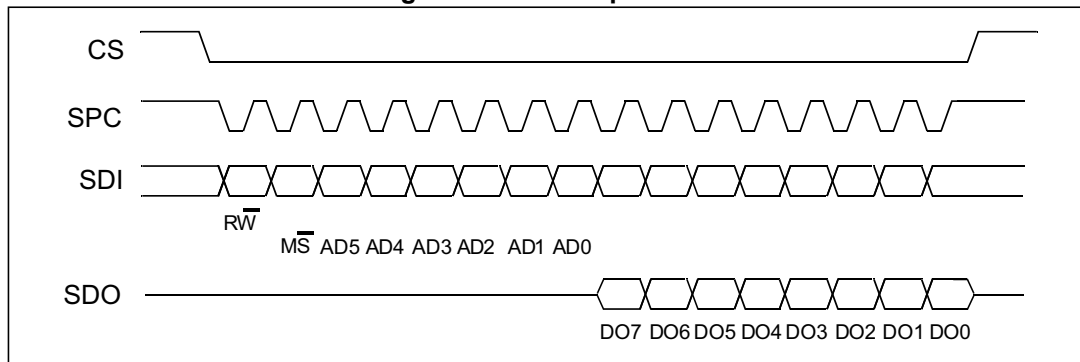 CS
SPC
SDI
RW̅
MS̅ AD5 AD4 AD3 AD2 AD1 AD0
SDO
DO7 DO6 DO5 DO4 DO3 DO2 DO1 DO0